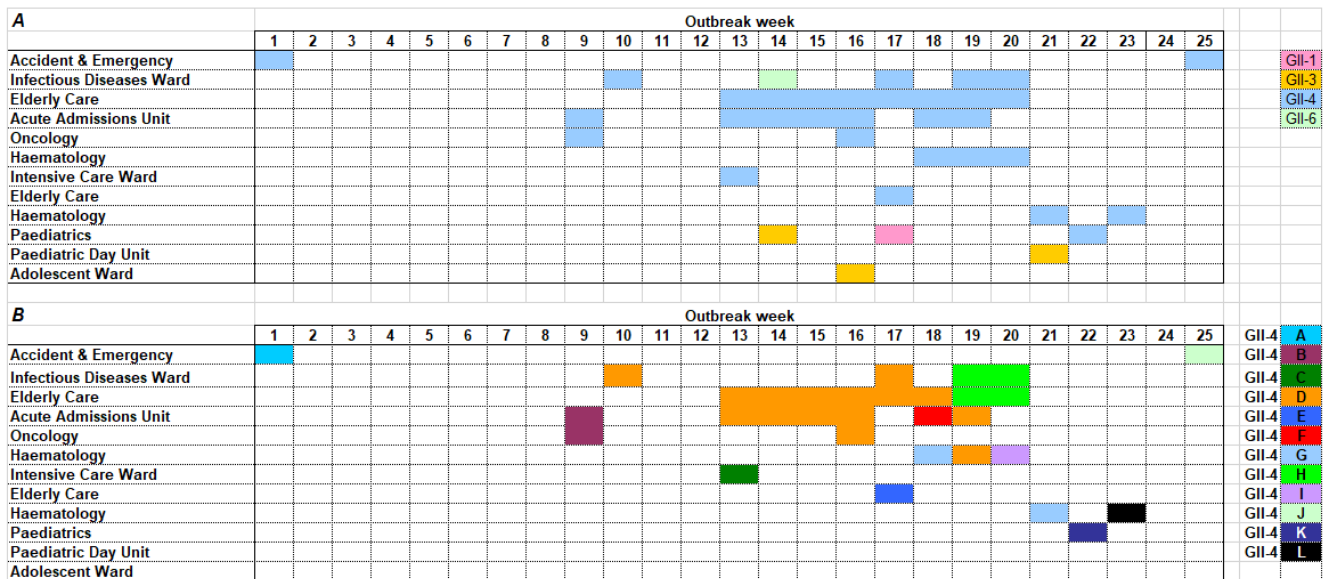 A Outbreak week
1 2 3 4 5 6 7 8 9 10 11 12 13 14 15 16 17 18 19 20 21 22 23 24 25
Accident & Emergency GII-1
Infectious Diseases Ward GII-3
Elderly Care GII-4
Acute Admissions Unit GII-6
Oncology
Haematology
Intensive Care Ward
Elderly Care
Haematology
Paediatrics
Paediatric Day Unit
Adolescent Ward
B Outbreak week
1 2 3 4 5 6 7 8 9 10 11 12 13 14 15 16 17 18 19 20 21 22 23 24 25 GII-4 A
Accident & Emergency GII-4 B
Infectious Diseases Ward GII-4 C
Elderly Care GII-4 D
Acute Admissions Unit GII-4 E
Oncology GII-4 F
Haematology GII-4 G
Intensive Care Ward GII-4 H
Elderly Care GII-4 I
Haematology GII-4 J
Paediatrics GII-4 K
Paediatric Day Unit GII-4 L
Adolescent Ward